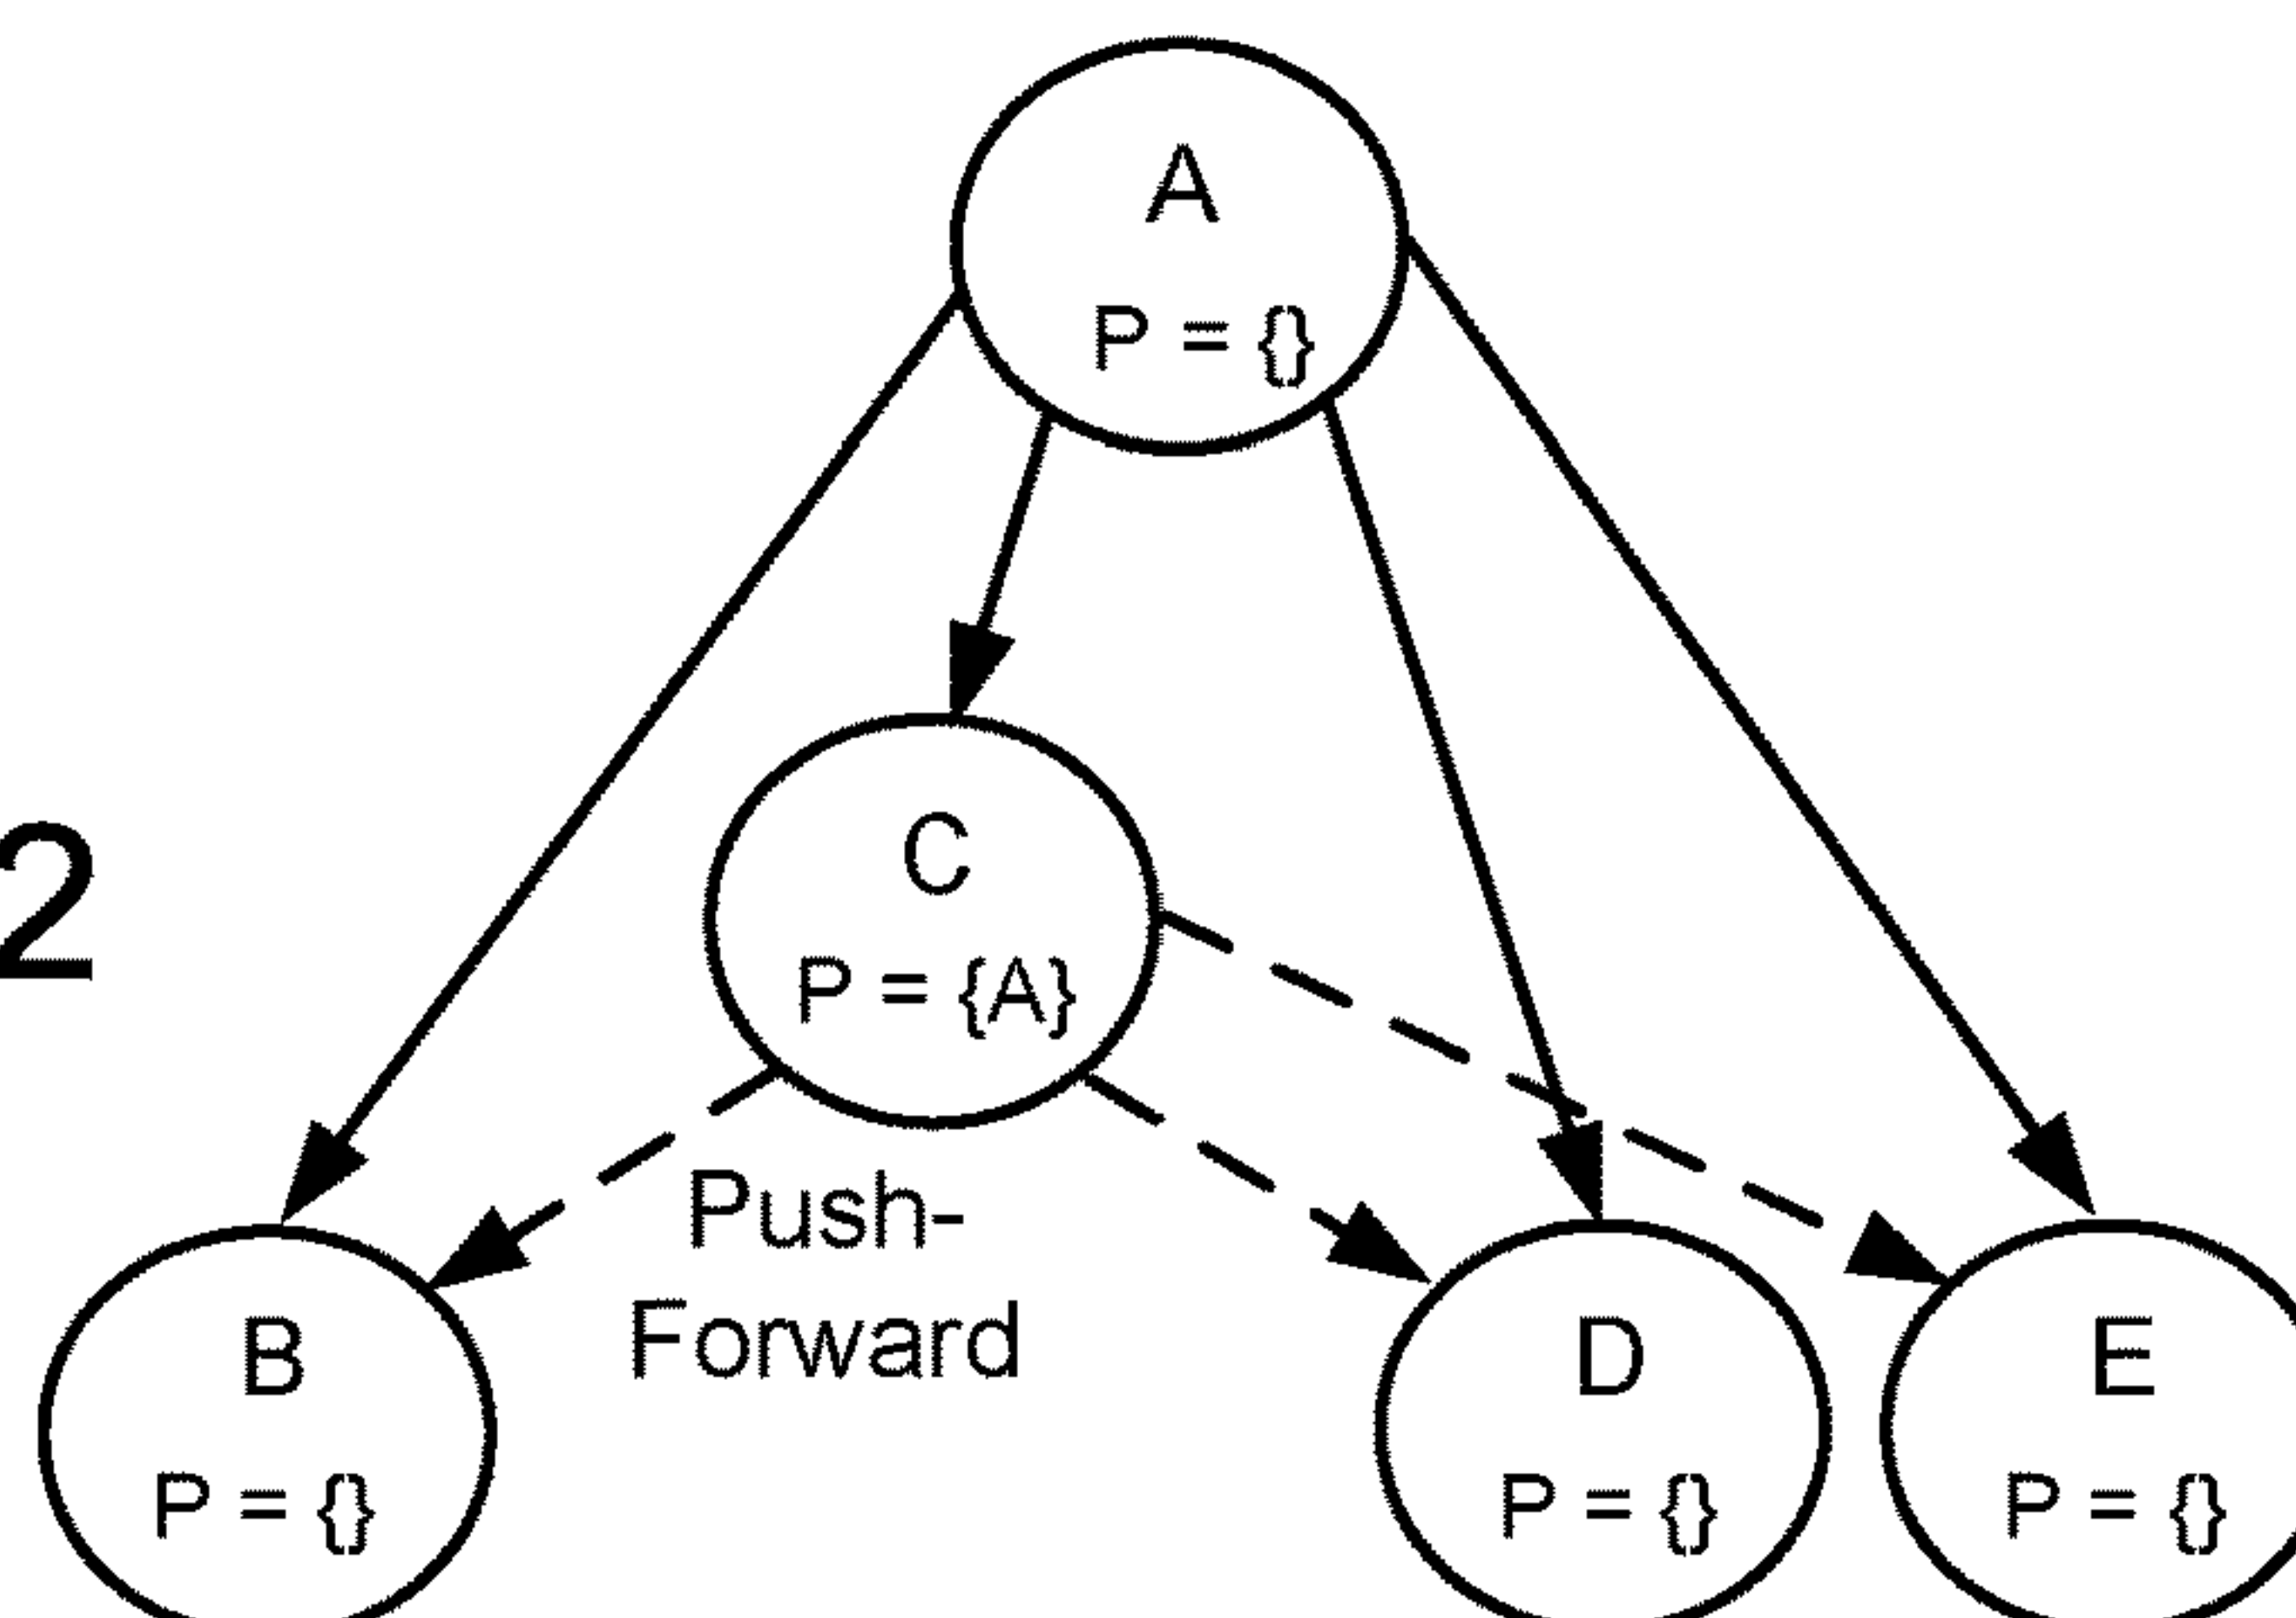 A
P = {}
2
C
P = {A}
Push-
Forward
B
P = {}
D
P = {}
E
P = {}